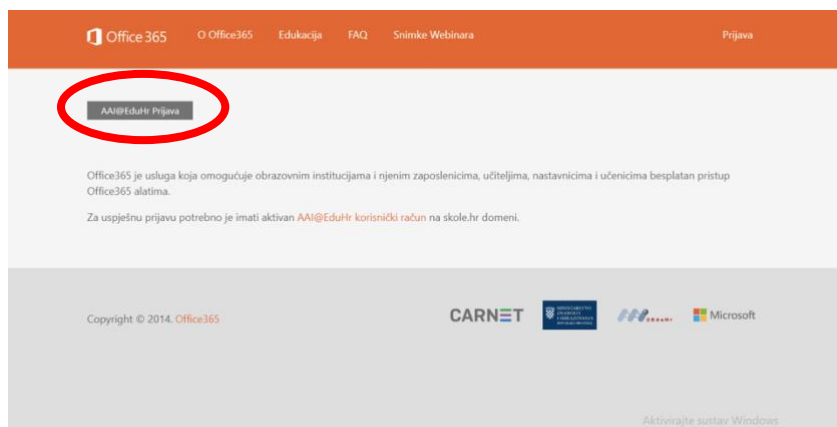 Office 365 O Office365 Edukacija FAQ Snimke Webinara Prijava
AAI@EduHr Prijava
Office365 je usluga koja omogućuje obrazovnim institucijama i njenim zaposlenicima, učiteljima, nastavnicima i učenicima besplatan pristup
Office365 alatima.
Za uspješnu prijavu potrebno je imati aktivan AAI@EduHr korisnički račun na skole.hr domeni.
Copyright © 2014. Office365
CARNET
Microsoft
Aktivirajte sustav Windows